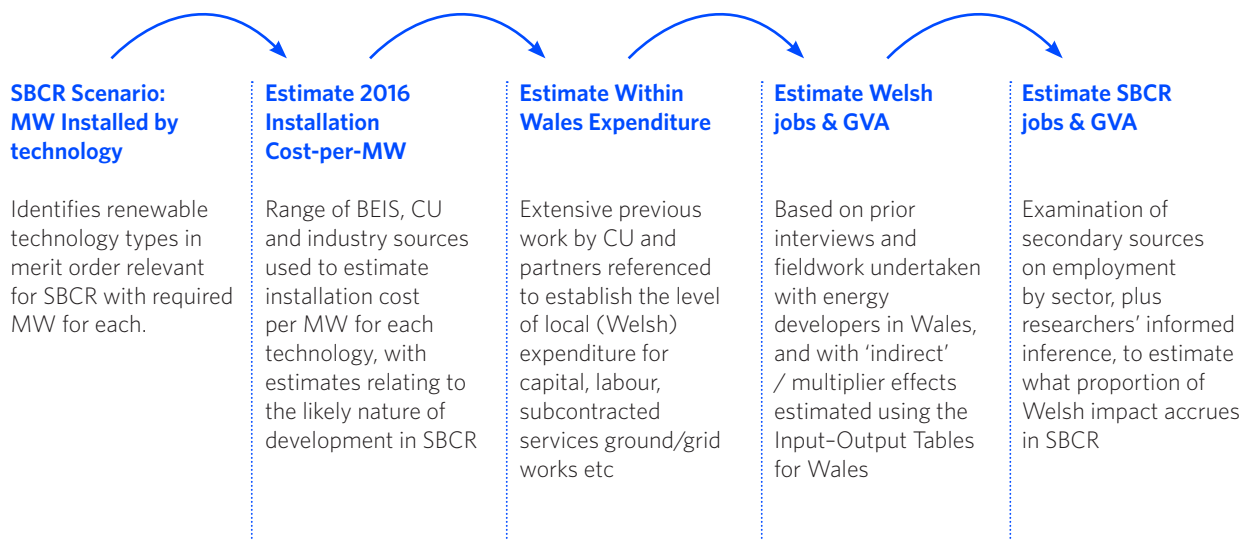 SBCR Scenario:
MW Installed by
technology
Identifies renewable
technology types in
merit order relevant
for SBCR with required
MW for each.
Estimate 2016
Installation
Cost-per-MW
Range of BEIS, CU
and industry sources
used to estimate
installation cost
per MW for each
technology, with
estimates relating to
the likely nature of
development in SBCR
Estimate Within
Wales Expenditure
Extensive previous
work by CU and
partners referenced
to establish the level
of local (Welsh)
expenditure for
capital, labour,
subcontracted
services ground/grid
works etc
Estimate Welsh
jobs & GVA
Based on prior
interviews and
fieldwork undertaken
with energy
developers in Wales,
and with ‘indirect’
/ multiplier effects
estimated using the
Input–Output Tables
for Wales
Estimate SBCR
jobs & GVA
Examination of
secondary sources
on employment
by sector, plus
researchers’ informed
inference, to estimate
what proportion of
Welsh impact accrues
in SBCR